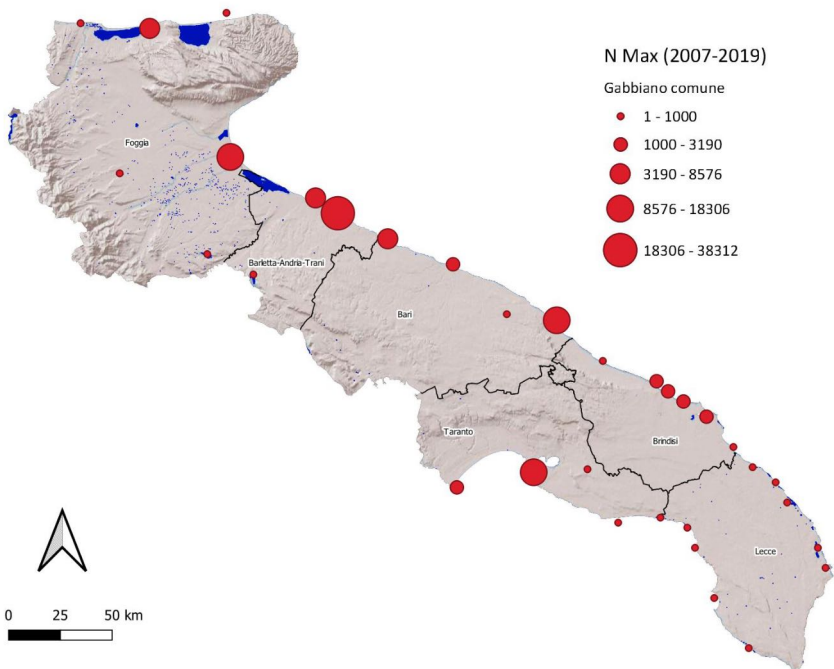 N Max (2007-2019)
Gabbiano comune
1 - 1000
1000 - 3190
3190 - 8576
8576 - 18306
18306 - 38312
Foggia
Barletta-Andria-Trani
Bari
Taranto
Brindisi
Lecce
0 25 50 km